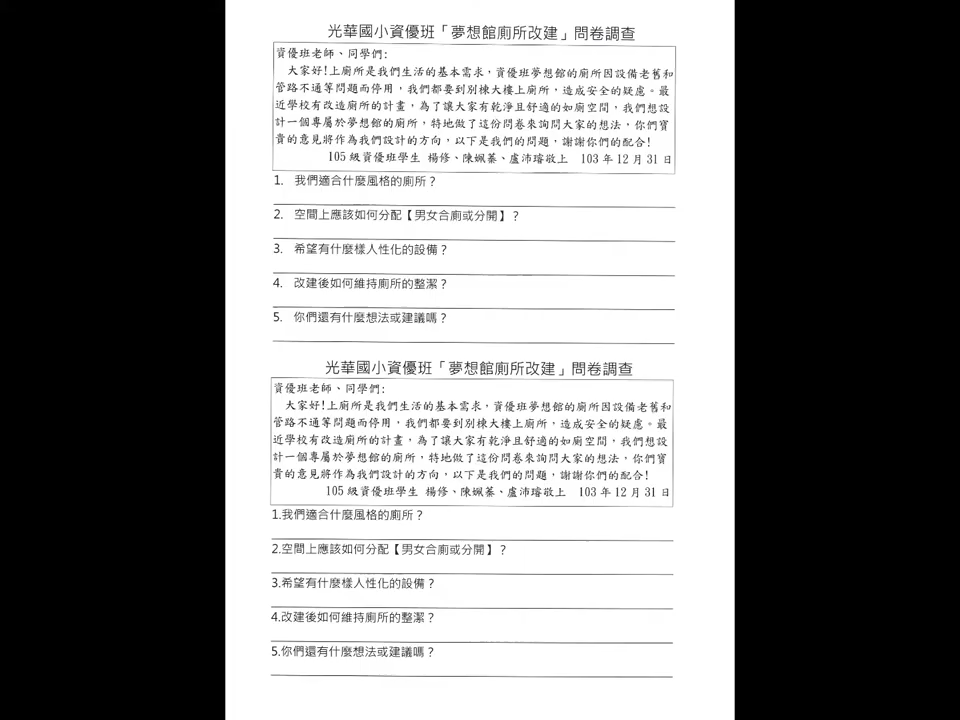 光華國小資優班「夢想館廁所改建」問卷調查
資優班老師、同學們:
大家好!上廁所是我們生活的基本需求，資優班夢想館的廁所因設備老舊和
管路不通等問題而停用，我們都要到別棟大樓上廁所，造成安全的疑慮。最
近學校有改造廁所的計畫，為了讓大家有乾淨且舒適的如廁空間，我們想設
計一個專屬於夢想館的廁所，特地做了這份問卷來詢問大家的想法，你們寶
貴的意見將作為我們設計的方向，以下是我們的問題，謝謝你們的配合!
105 級資優班學生 楊修、陳姵蓁、盧沛璿敬上 103 年 12 月 31 日
1. 我們適合什麼風格的廁所？
2. 空間上應該如何分配【男女合廁或分開】？
3. 希望有什麼樣人性化的設備？
4. 改建後如何維持廁所的整潔？
5. 你們還有什麼想法或建議嗎？
光華國小資優班「夢想館廁所改建」問卷調查
資優班老師、同學們:
大家好!上廁所是我們生活的基本需求，資優班夢想館的廁所因設備老舊和
管路不通等問題而停用，我們都要到別棟大樓上廁所，造成安全的疑慮。最
近學校有改造廁所的計畫，為了讓大家有乾淨且舒適的如廁空間，我們想設
計一個專屬於夢想館的廁所，特地做了這份問卷來詢問大家的想法，你們寶
貴的意見將作為我們設計的方向，以下是我們的問題，謝謝你們的配合!
105 級資優班學生 楊修、陳姵蓁、盧沛璿敬上 103 年 12 月 31 日
1.我們適合什麼風格的廁所？
2.空間上應該如何分配【男女合廁或分開】？
3.希望有什麼樣人性化的設備？
4.改建後如何維持廁所的整潔？
5.你們還有什麼想法或建議嗎？